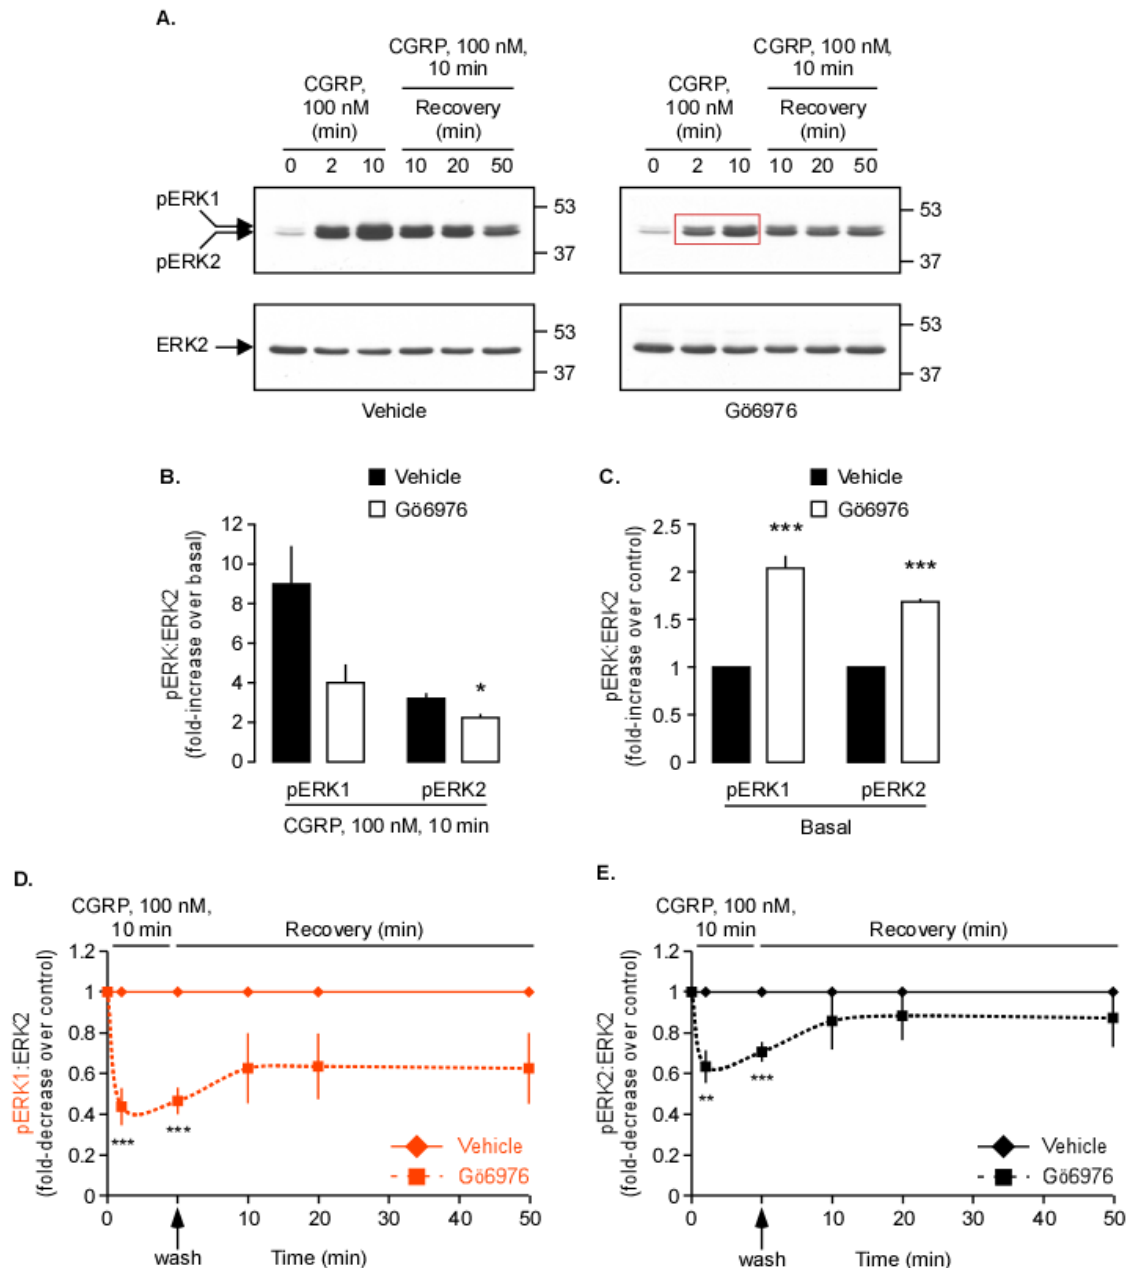 A.
CGRP,
100 nM
(min)
CGRP, 100 nM,
10 min
Recovery
(min)
0 2 10 10 20 50
pERK1
pERK2
53
37
ERK2
53
37
Vehicle
CGRP,
100 nM
(min)
CGRP, 100 nM,
10 min
Recovery
(min)
0 2 10 10 20 50
53
37
53
37
Gö6976
B.
Vehicle
Gö6976
pERK:ERK2
(fold-increase over basal)
12
10
8
6
4
2
0
*
pERK1 pERK2
CGRP, 100 nM, 10 min
C.
Vehicle
Gö6976
pERK:ERK2
(fold-increase over control)
2.5
2
1.5
1
0.5
0
***
***
pERK1 pERK2
Basal
D.
CGRP, 100 nM,
10 min
Recovery (min)
pERK1:ERK2
(fold-decrease over control)
1.2
1
0.8
0.6
0.4
0.2
0
*** ***
Vehicle
Gö6976
0 10 20 30 40 50
wash
Time (min)
E.
CGRP, 100 nM,
10 min
Recovery (min)
pERK2:ERK2
(fold-decrease over control)
1.2
1
0.8
0.6
0.4
0.2
0
**
***
Vehicle
Gö6976
0 10 20 30 40 50
wash
Time (min)